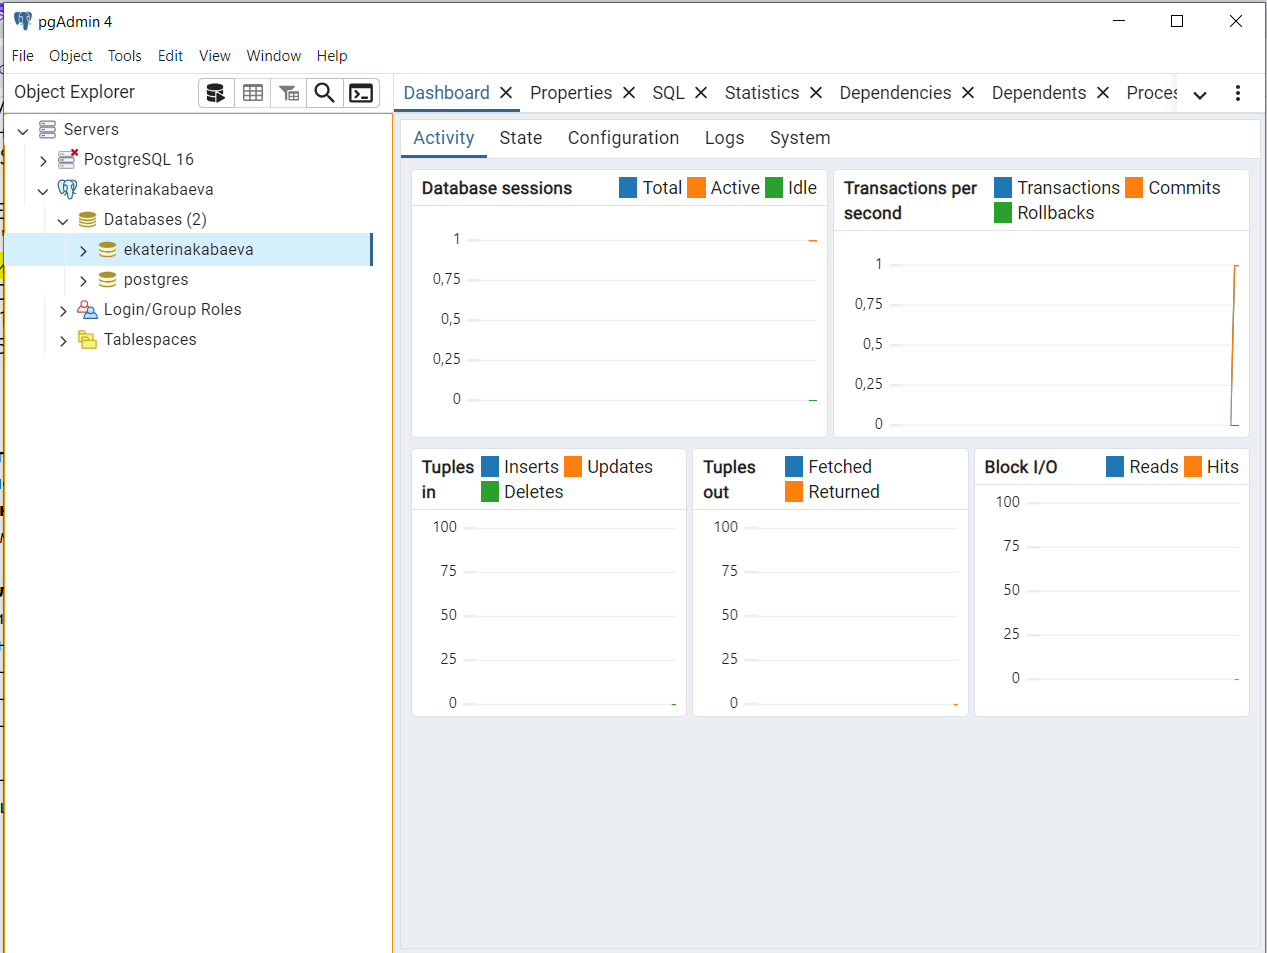 pgAdmin 4
File Object Tools Edit View Window Help
Object Explorer
Dashboard Properties SQL Statistics Dependencies Dependents Proces
Servers
PostgreSQL 16
ekaterinakabaeva
Databases (2)
ekaterinakabaeva
postgres
Login/Group Roles
Tablespaces
Activity State Configuration Logs System
Database sessions Total Active Idle
1
0,75
0,5
0,25
0
Transactions per second Transactions Commits Rollbacks
1
0,75
0,5
0,25
0
Tuples in Inserts Updates Deletes
100
75
50
25
0
Tuples out Fetched Returned
100
75
50
25
0
Block I/O Reads Hits
100
75
50
25
0